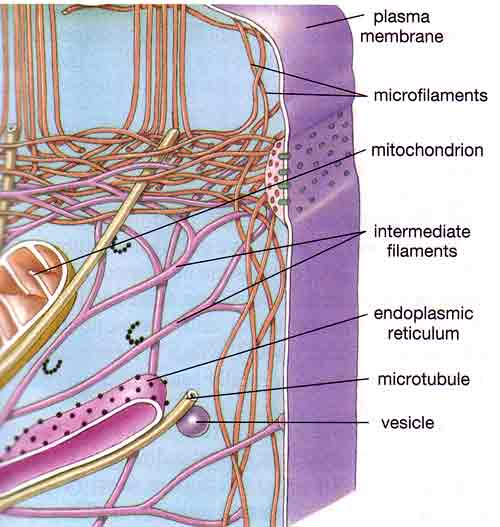 plasma
membrane
microfilaments
mitochondrion
intermediate
filaments
endoplasmic
reticulum
microtubule
vesicle